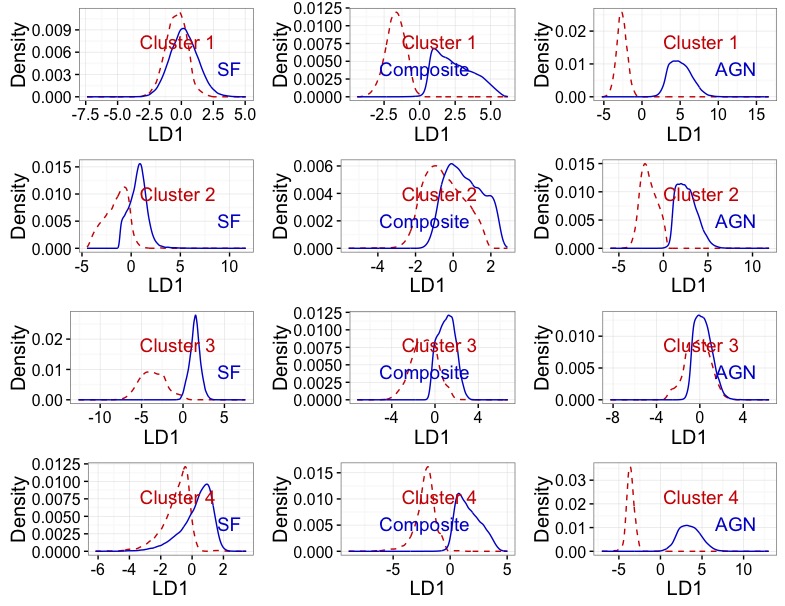 Density
0.009
0.006
0.003
0.000
Cluster 1
SF
-7.5 -5.0 -2.5 0.0 2.5 5.0
LD1
Density
0.0125
0.0100
0.0075
0.0050
0.0025
0.0000
Cluster 1
Composite
-2.5 0.0 2.5 5.0
LD1
Density
0.02
0.01
0.00
Cluster 1
AGN
-5 0 5 10 15
LD1
Density
0.015
0.010
0.005
0.000
Cluster 2
SF
-5 0 5 10
LD1
Density
0.006
0.004
0.002
0.000
Cluster 2
Composite
-4 -2 0 2
LD1
Density
0.015
0.010
0.005
0.000
Cluster 2
AGN
-5 0 5 10
LD1
Density
0.02
0.01
0.00
Cluster 3
SF
-10 -5 0 5
LD1
Density
0.0125
0.0100
0.0075
0.0050
0.0025
0.0000
Cluster 3
Composite
-4 0 4
LD1
Density
0.010
0.005
0.000
Cluster 3
AGN
-8 -4 0 4
LD1
Density
0.0125
0.0100
0.0075
0.0050
0.0025
0.0000
Cluster 4
SF
-6 -4 -2 0 2
LD1
Density
0.015
0.010
0.005
0.000
Cluster 4
Composite
-5 0 5
LD1
Density
0.03
0.02
0.01
0.00
Cluster 4
AGN
-5 0 5 10
LD1